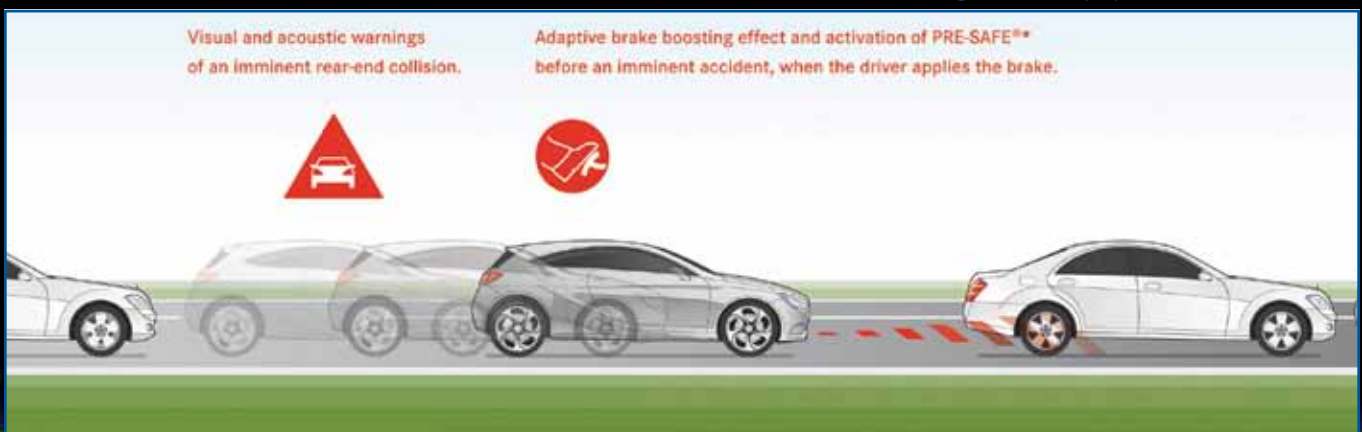 Visual and acoustic warnings
of an imminent rear-end collision.
Adaptive brake boosting effect and activation of PRE-SAFE®*
before an imminent accident, when the driver applies the brake.